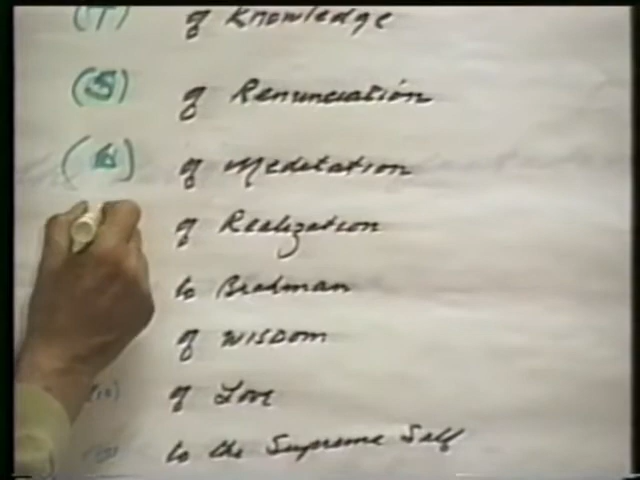 of Knowledge
(5) of Renunciation
(6) of Meditation
of Realization
to Brahman
of WISDOM
(10) of Love
to the Supreme Self